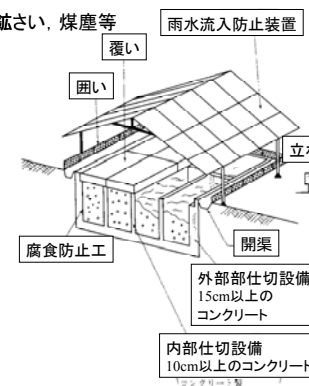 鉱さい，煤塵等
雨水流入防止装置
覆い
囲い
立
腐食防止工
開渠
外部部仕切設備
15cm以上の
コンクリート
内部仕切設備
10cm以上のコンクリート